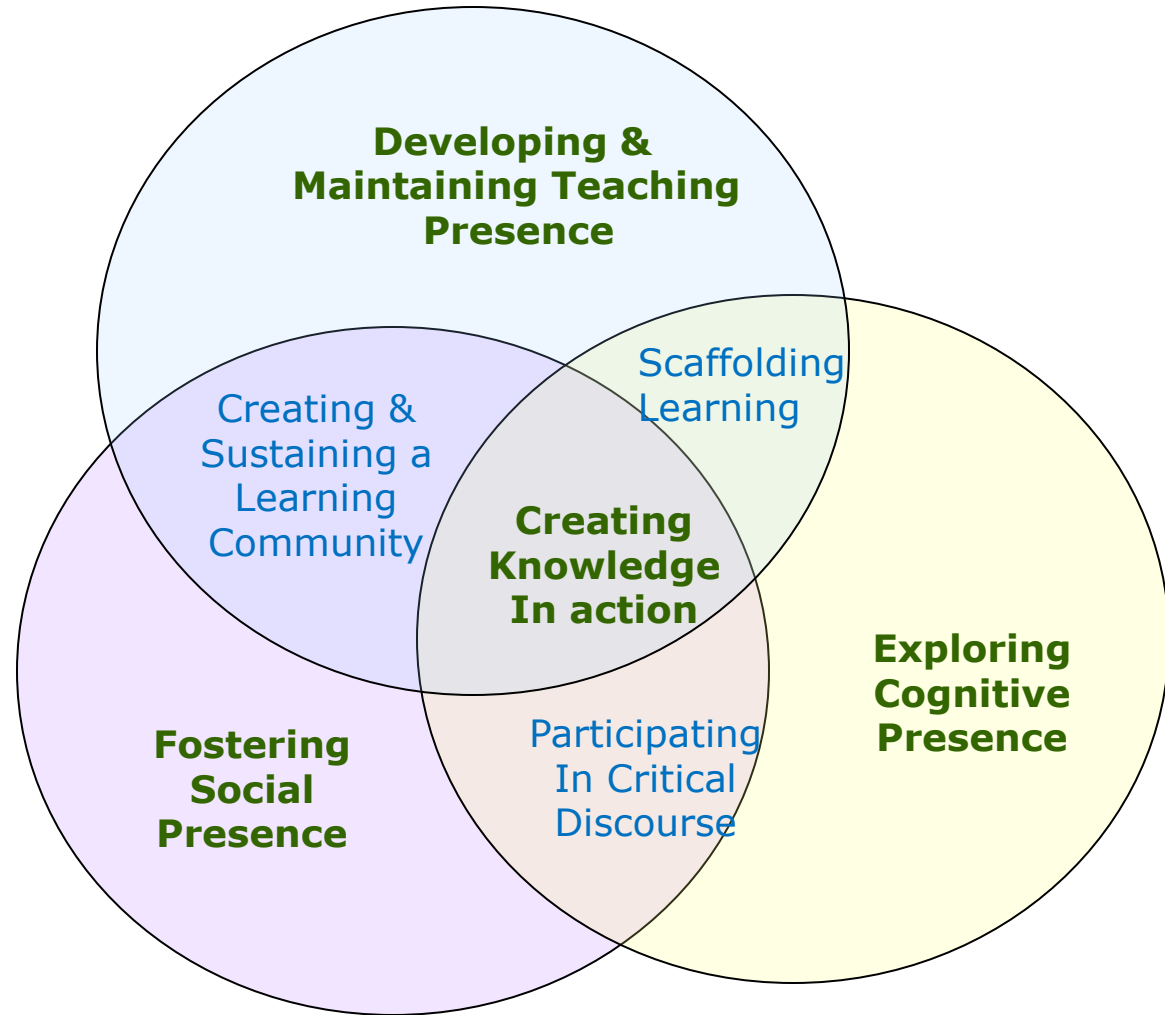 Developing &
Maintaining Teaching
Presence
Scaffolding
Learning
Creating &
Sustaining a
Learning
Community
Creating
Knowledge
In action
Exploring
Cognitive
Presence
Fostering
Social
Presence
Participating
In Critical
Discourse